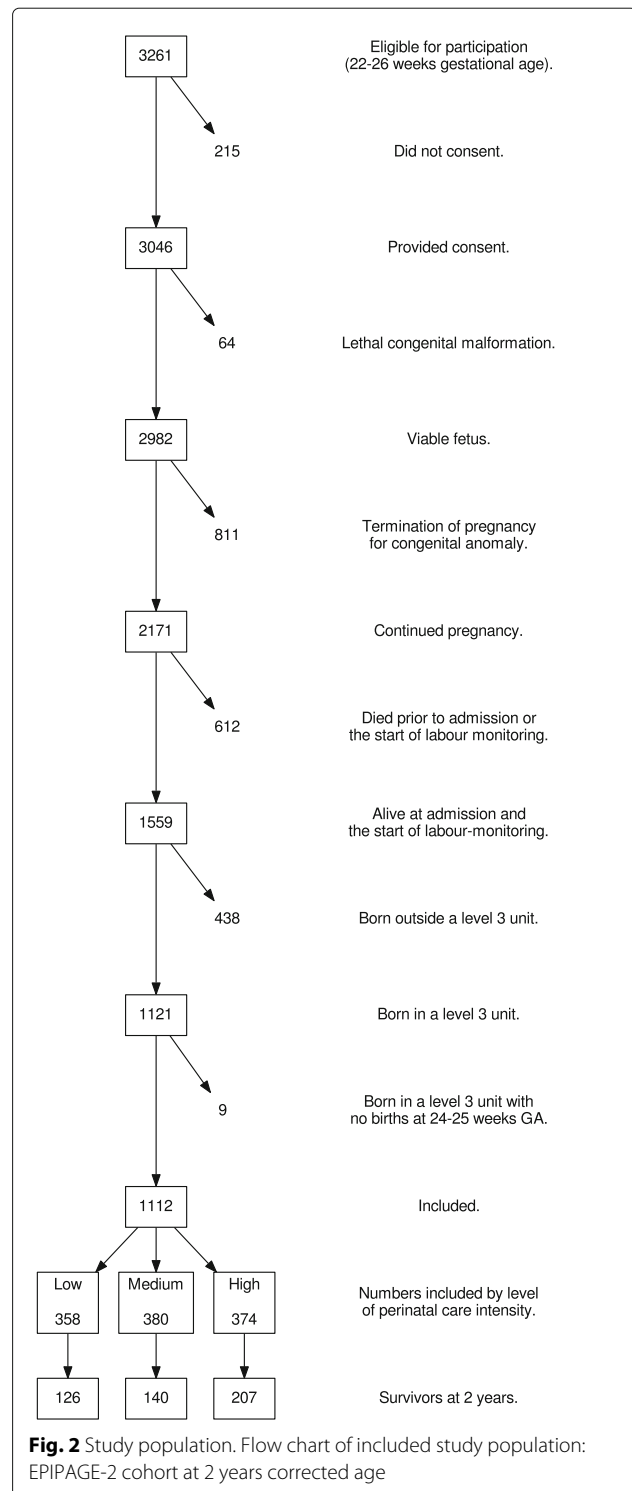 3261
Eligible for participation
(22-26 weeks gestational age).
215
Did not consent.
3046
Provided consent.
64
Lethal congenital malformation.
2982
Viable fetus.
811
Termination of pregnancy
for congenital anomaly.
2171
Continued pregnancy.
612
Died prior to admission or
the start of labour monitoring.
1559
Alive at admission and
the start of labour-monitoring.
438
Born outside a level 3 unit.
1121
Born in a level 3 unit.
9
Born in a level 3 unit with
no births at 24-25 weeks GA.
1112
Included.
Low Medium High
358 380 374
Numbers included by level
of perinatal care intensity.
126 140 207
Survivors at 2 years.
Fig. 2 Study population. Flow chart of included study population:
EPIPAGE-2 cohort at 2 years corrected age